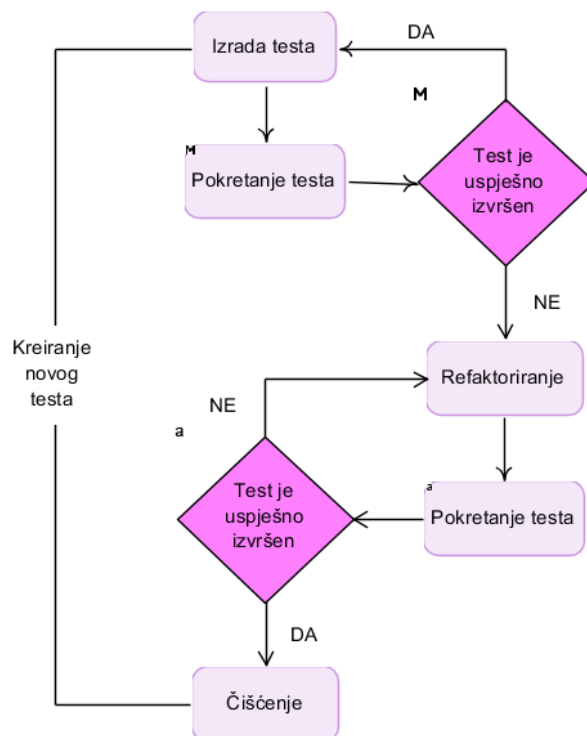 Izrada testa
DA
M
M
Pokretanje testa
Test je
uspješno
izvršen
NE
Kreiranje
novog
testa
Refaktoriranje
NE
a
a
Test je
uspješno
izvršen
Pokretanje testa
DA
Čišćenje